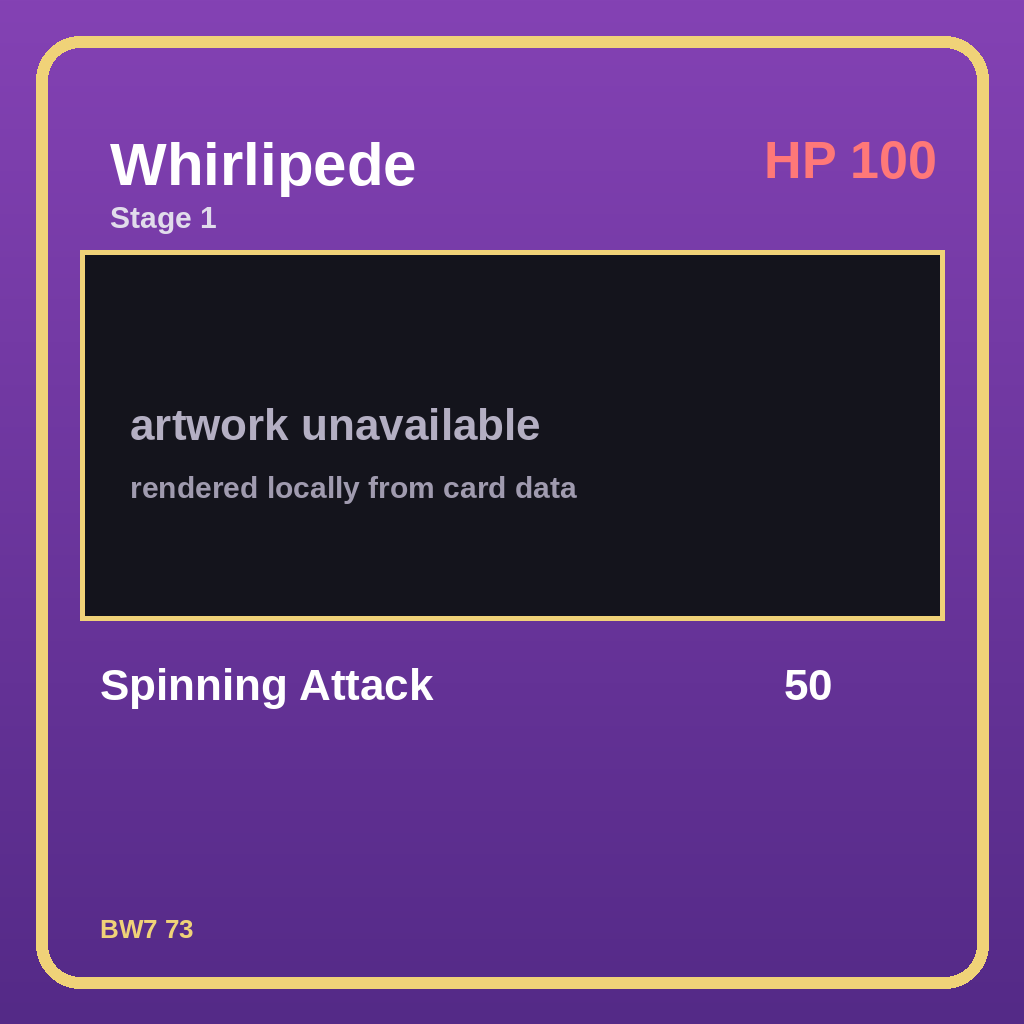 Whirlipede
HP 100
Stage 1
artwork unavailable
rendered locally from card data
Spinning Attack
50
BW7 73